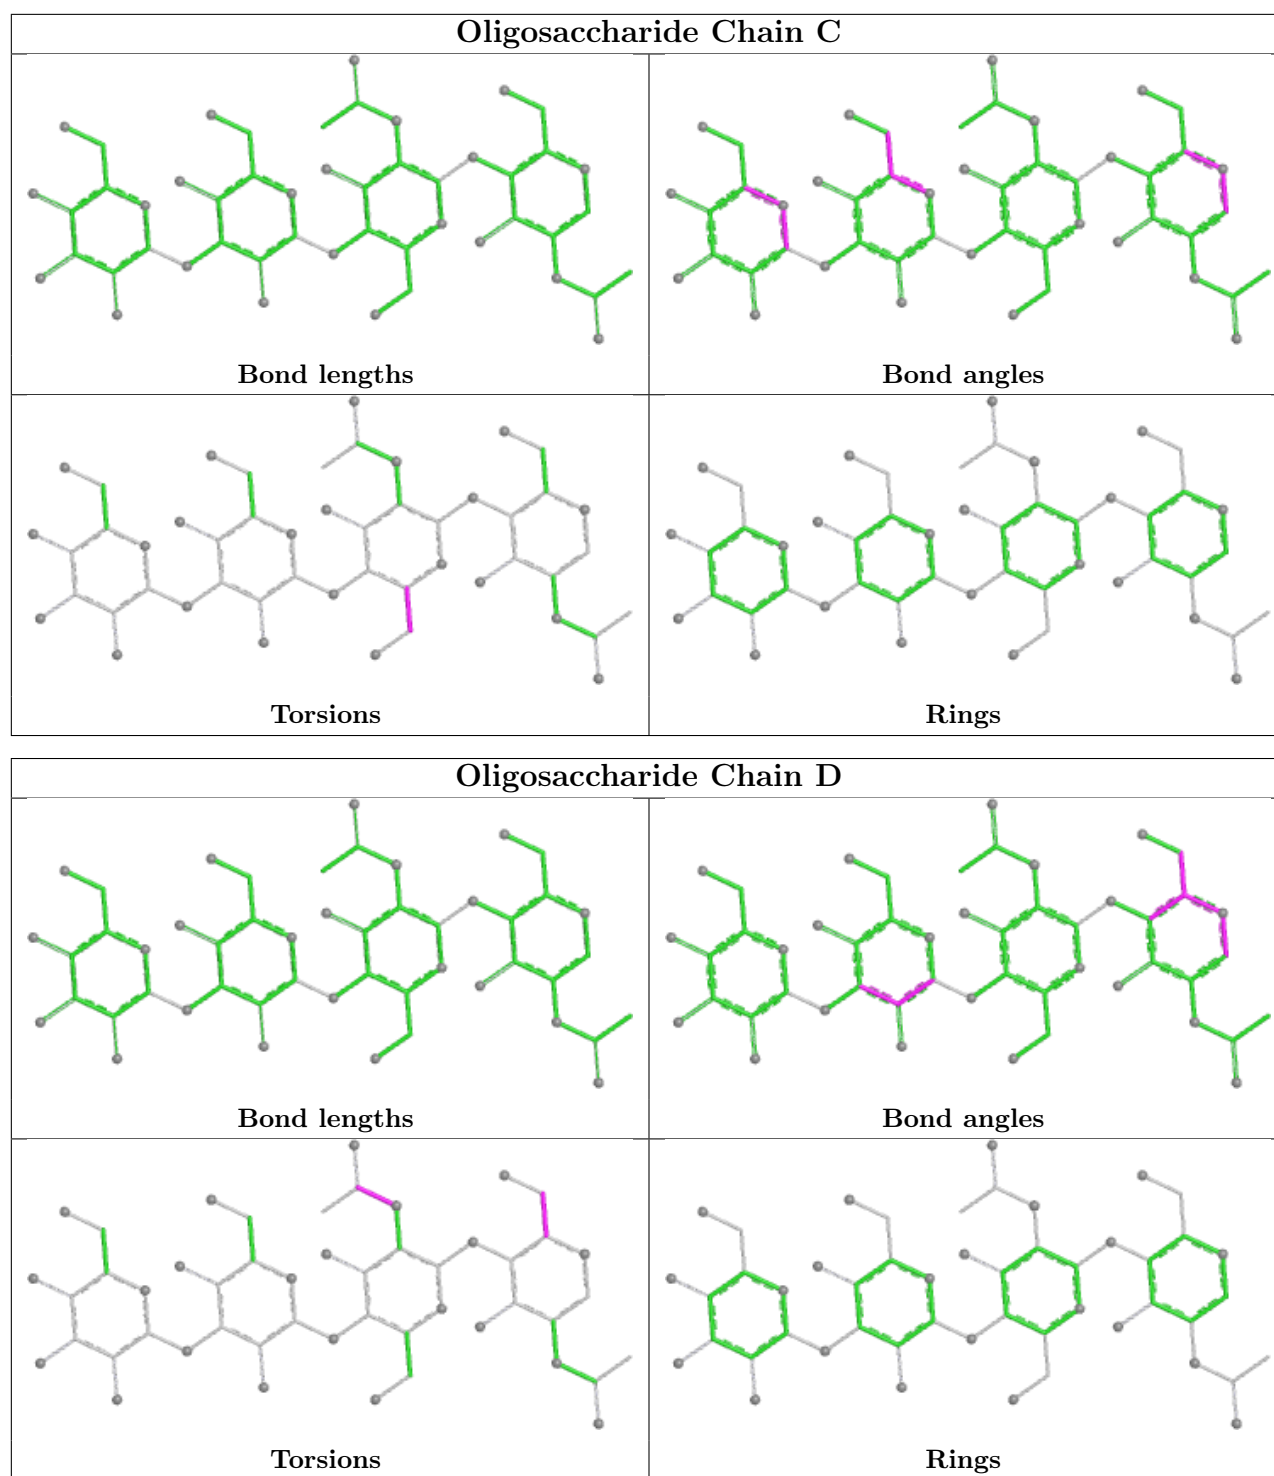 Oligosaccharide Chain C
Bond lengths
Bond angles
Torsions
Rings
Oligosaccharide Chain D
Bond lengths
Bond angles
Torsions
Rings